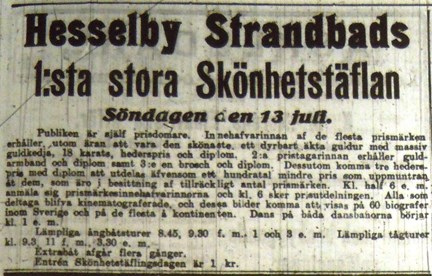 Hesselby Strandbads
1:sta stora Skönhetstäflan
Söndagen den 13 juli.
Publiken är själf prisdomare. Innehafvarinnan af de flesta prismärken
erhåller, utom äran att vara den skönaste, ett dyrbart äkta guldur med massiv
guldkedja, 18 karats, hederspris och diplom. 2:a pristagarinnan erhåller guld-
armband och diplom samt 3:e en brosch och diplom. Dessutom komma tre heders-
pris med diplom att utdelas äfvensom ett hundratal mindre pris som uppmuntran
åt dem, som äro i besittning af tillräckligt antal prismärken. Kl. half 6 e. m.
anmäla sig prismärkeninnehafvarinnorna och kl. 6 sker prisutdelningen. Alla som
deltaga blifva kinematograferade, och dessa bilder komma att visas på 60 biografer
inom Sverige och på de flesta å kontinenten. Dans på båda dansbanorna börjar
kl. 1 e. m.
Lämpliga ångbåtsturer 8.45, 9.30 f. m., 1 och 3 e. m. Lämpliga tågturer
kl. 9.3, 11 f. m., 3.30 e. m.
Extrabåt afgår flera gånger.
Entrén Skönhetstäflingsdagen är 1 kr.